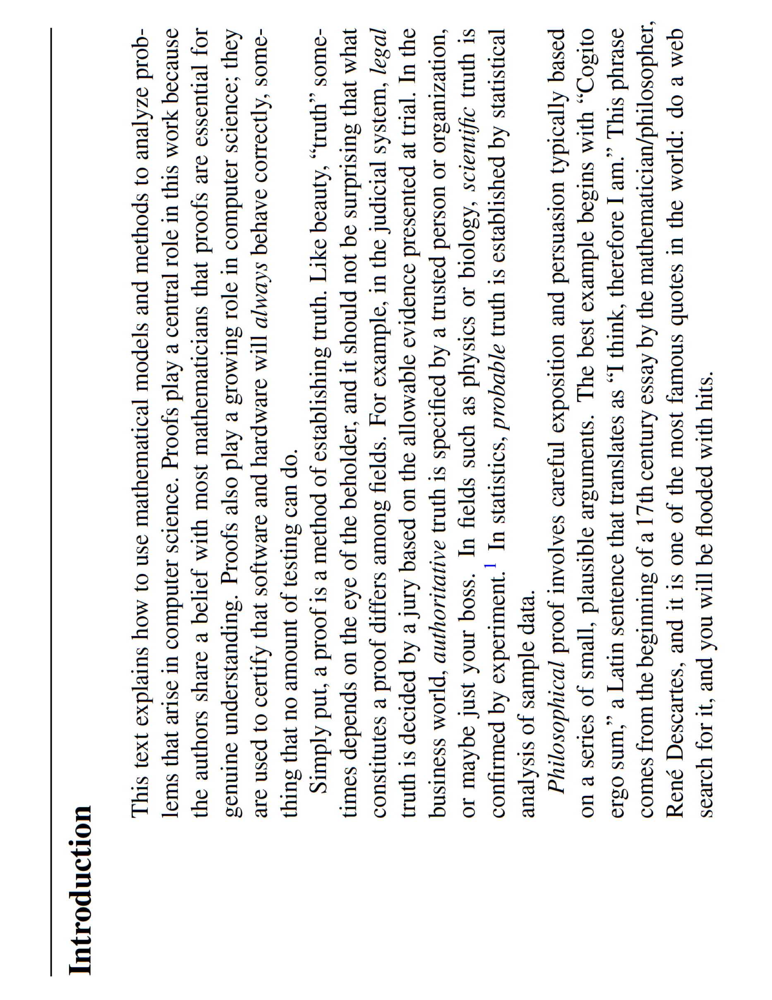 Introduction
This text explains how to use mathematical models and methods to analyze prob-
lems that arise in computer science. Proofs play a central role in this work because
the authors share a belief with most mathematicians that proofs are essential for
genuine understanding. Proofs also play a growing role in computer science; they
are used to certify that software and hardware will always behave correctly, some-
thing that no amount of testing can do.
Simply put, a proof is a method of establishing truth. Like beauty, “truth” some-
times depends on the eye of the beholder, and it should not be surprising that what
constitutes a proof differs among fields. For example, in the judicial system, legal
truth is decided by a jury based on the allowable evidence presented at trial. In the
business world, authoritative truth is specified by a trusted person or organization,
or maybe just your boss. In fields such as physics or biology, scientific truth is
confirmed by experiment.1 In statistics, probable truth is established by statistical
analysis of sample data.
Philosophical proof involves careful exposition and persuasion typically based
on a series of small, plausible arguments. The best example begins with “Cogito
ergo sum,” a Latin sentence that translates as “I think, therefore I am.” This phrase
comes from the beginning of a 17th century essay by the mathematician/philosopher,
René Descartes, and it is one of the most famous quotes in the world: do a web
search for it, and you will be flooded with hits.